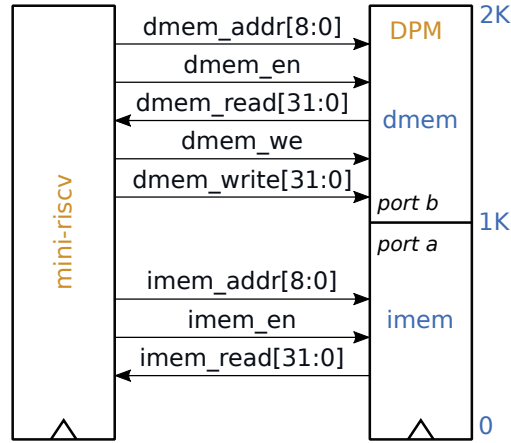 dmem_addr[8:0]
dmem_en
dmem_read[31:0]
dmem_we
dmem_write[31:0]
mini-riscv
imem_addr[8:0]
imem_en
imem_read[31:0]
DPM
dmem
port b
port a
imem
2K
1K
0